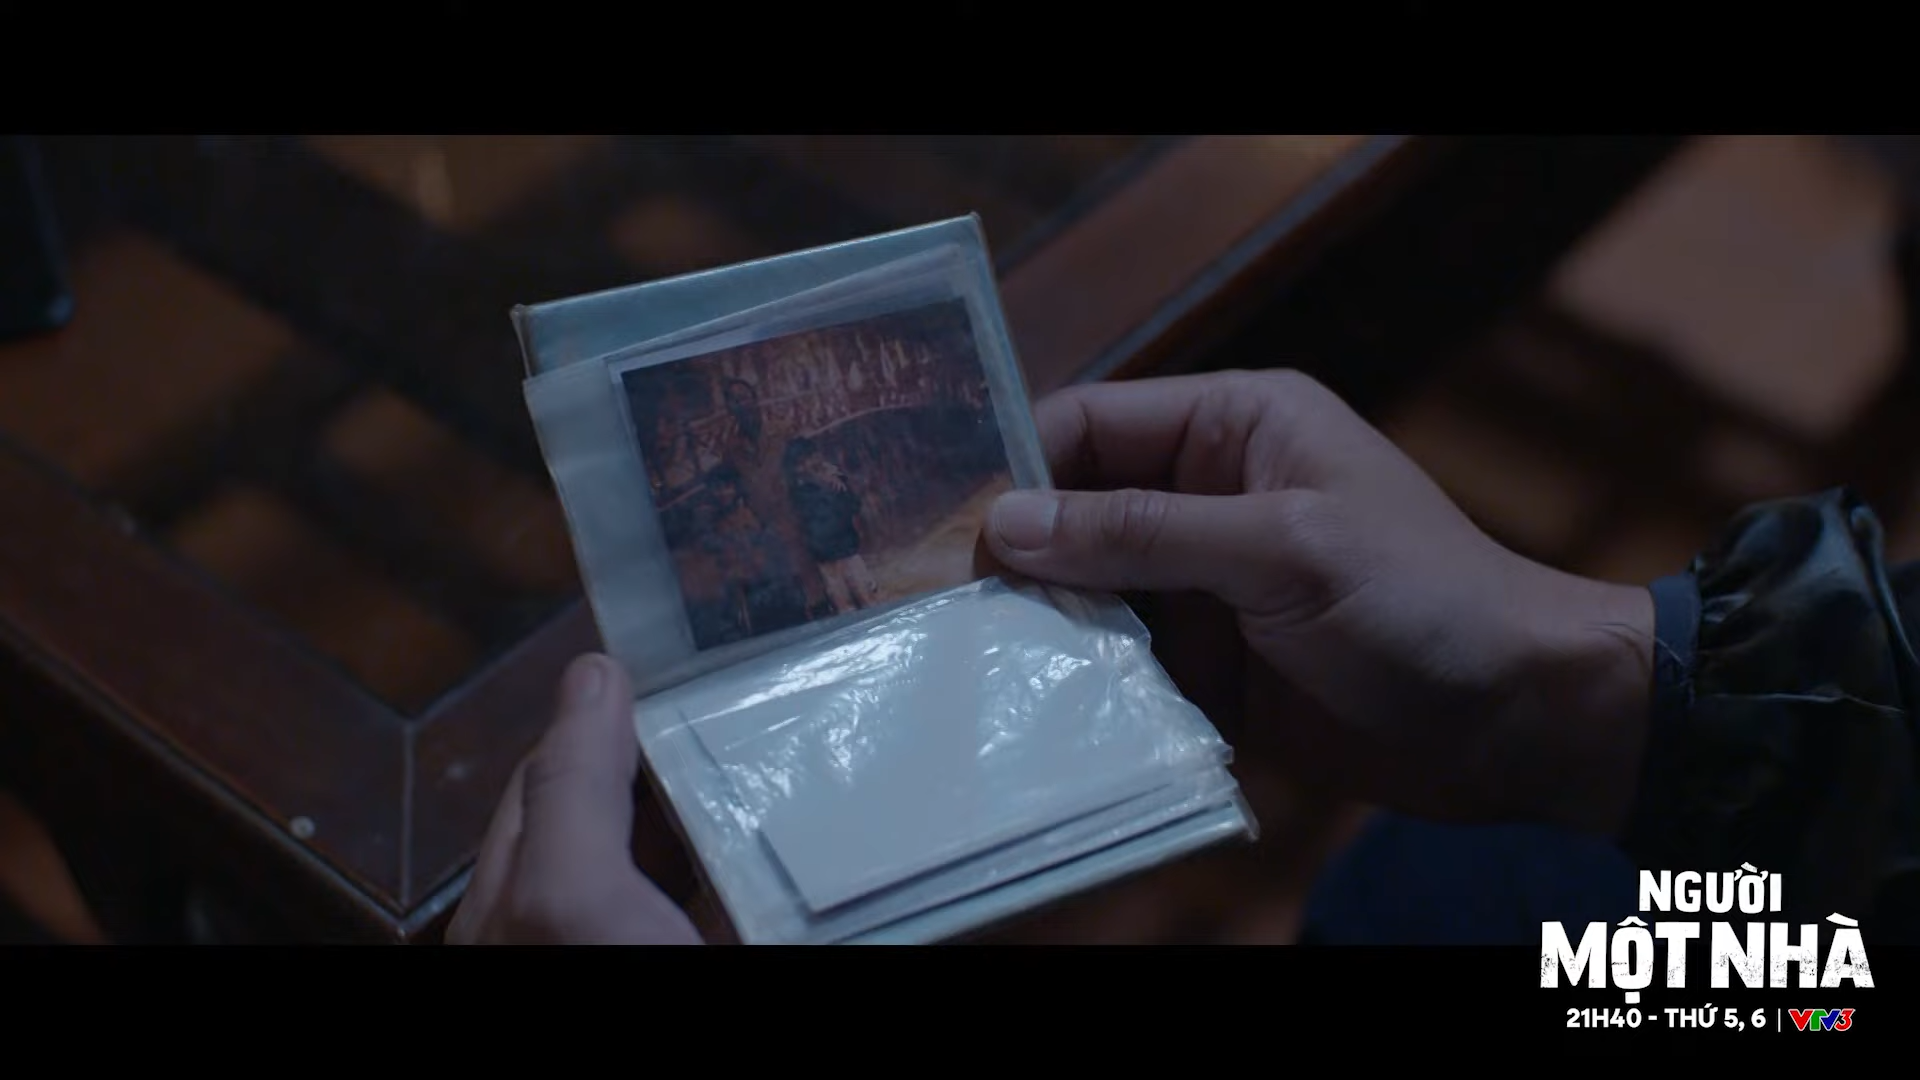 NGƯỜI
MỘT NHÀ
21H40 - THỨ 5, 6 | VTV3